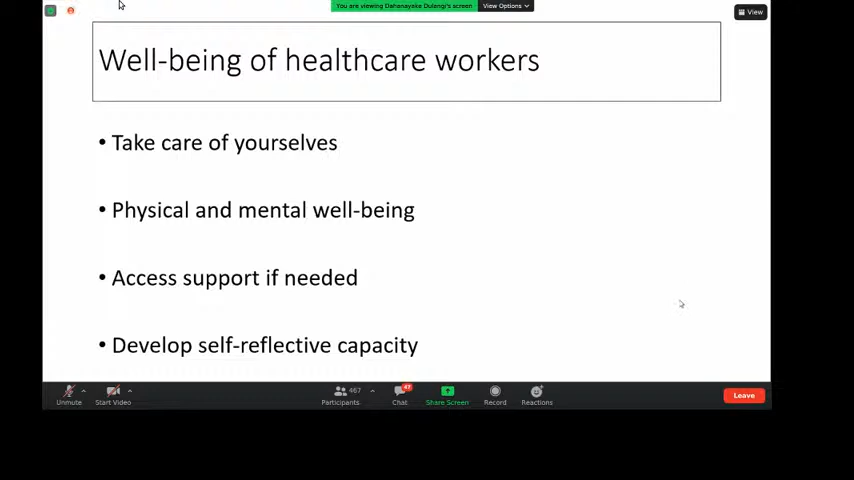 You are viewing Dahanayake Dulangi's screen View Options
View
Well-being of healthcare workers
• Take care of yourselves
• Physical and mental well-being
• Access support if needed
• Develop self-reflective capacity
467
47
Unmute Start Video Participants Chat Share Screen Record Reactions Leave